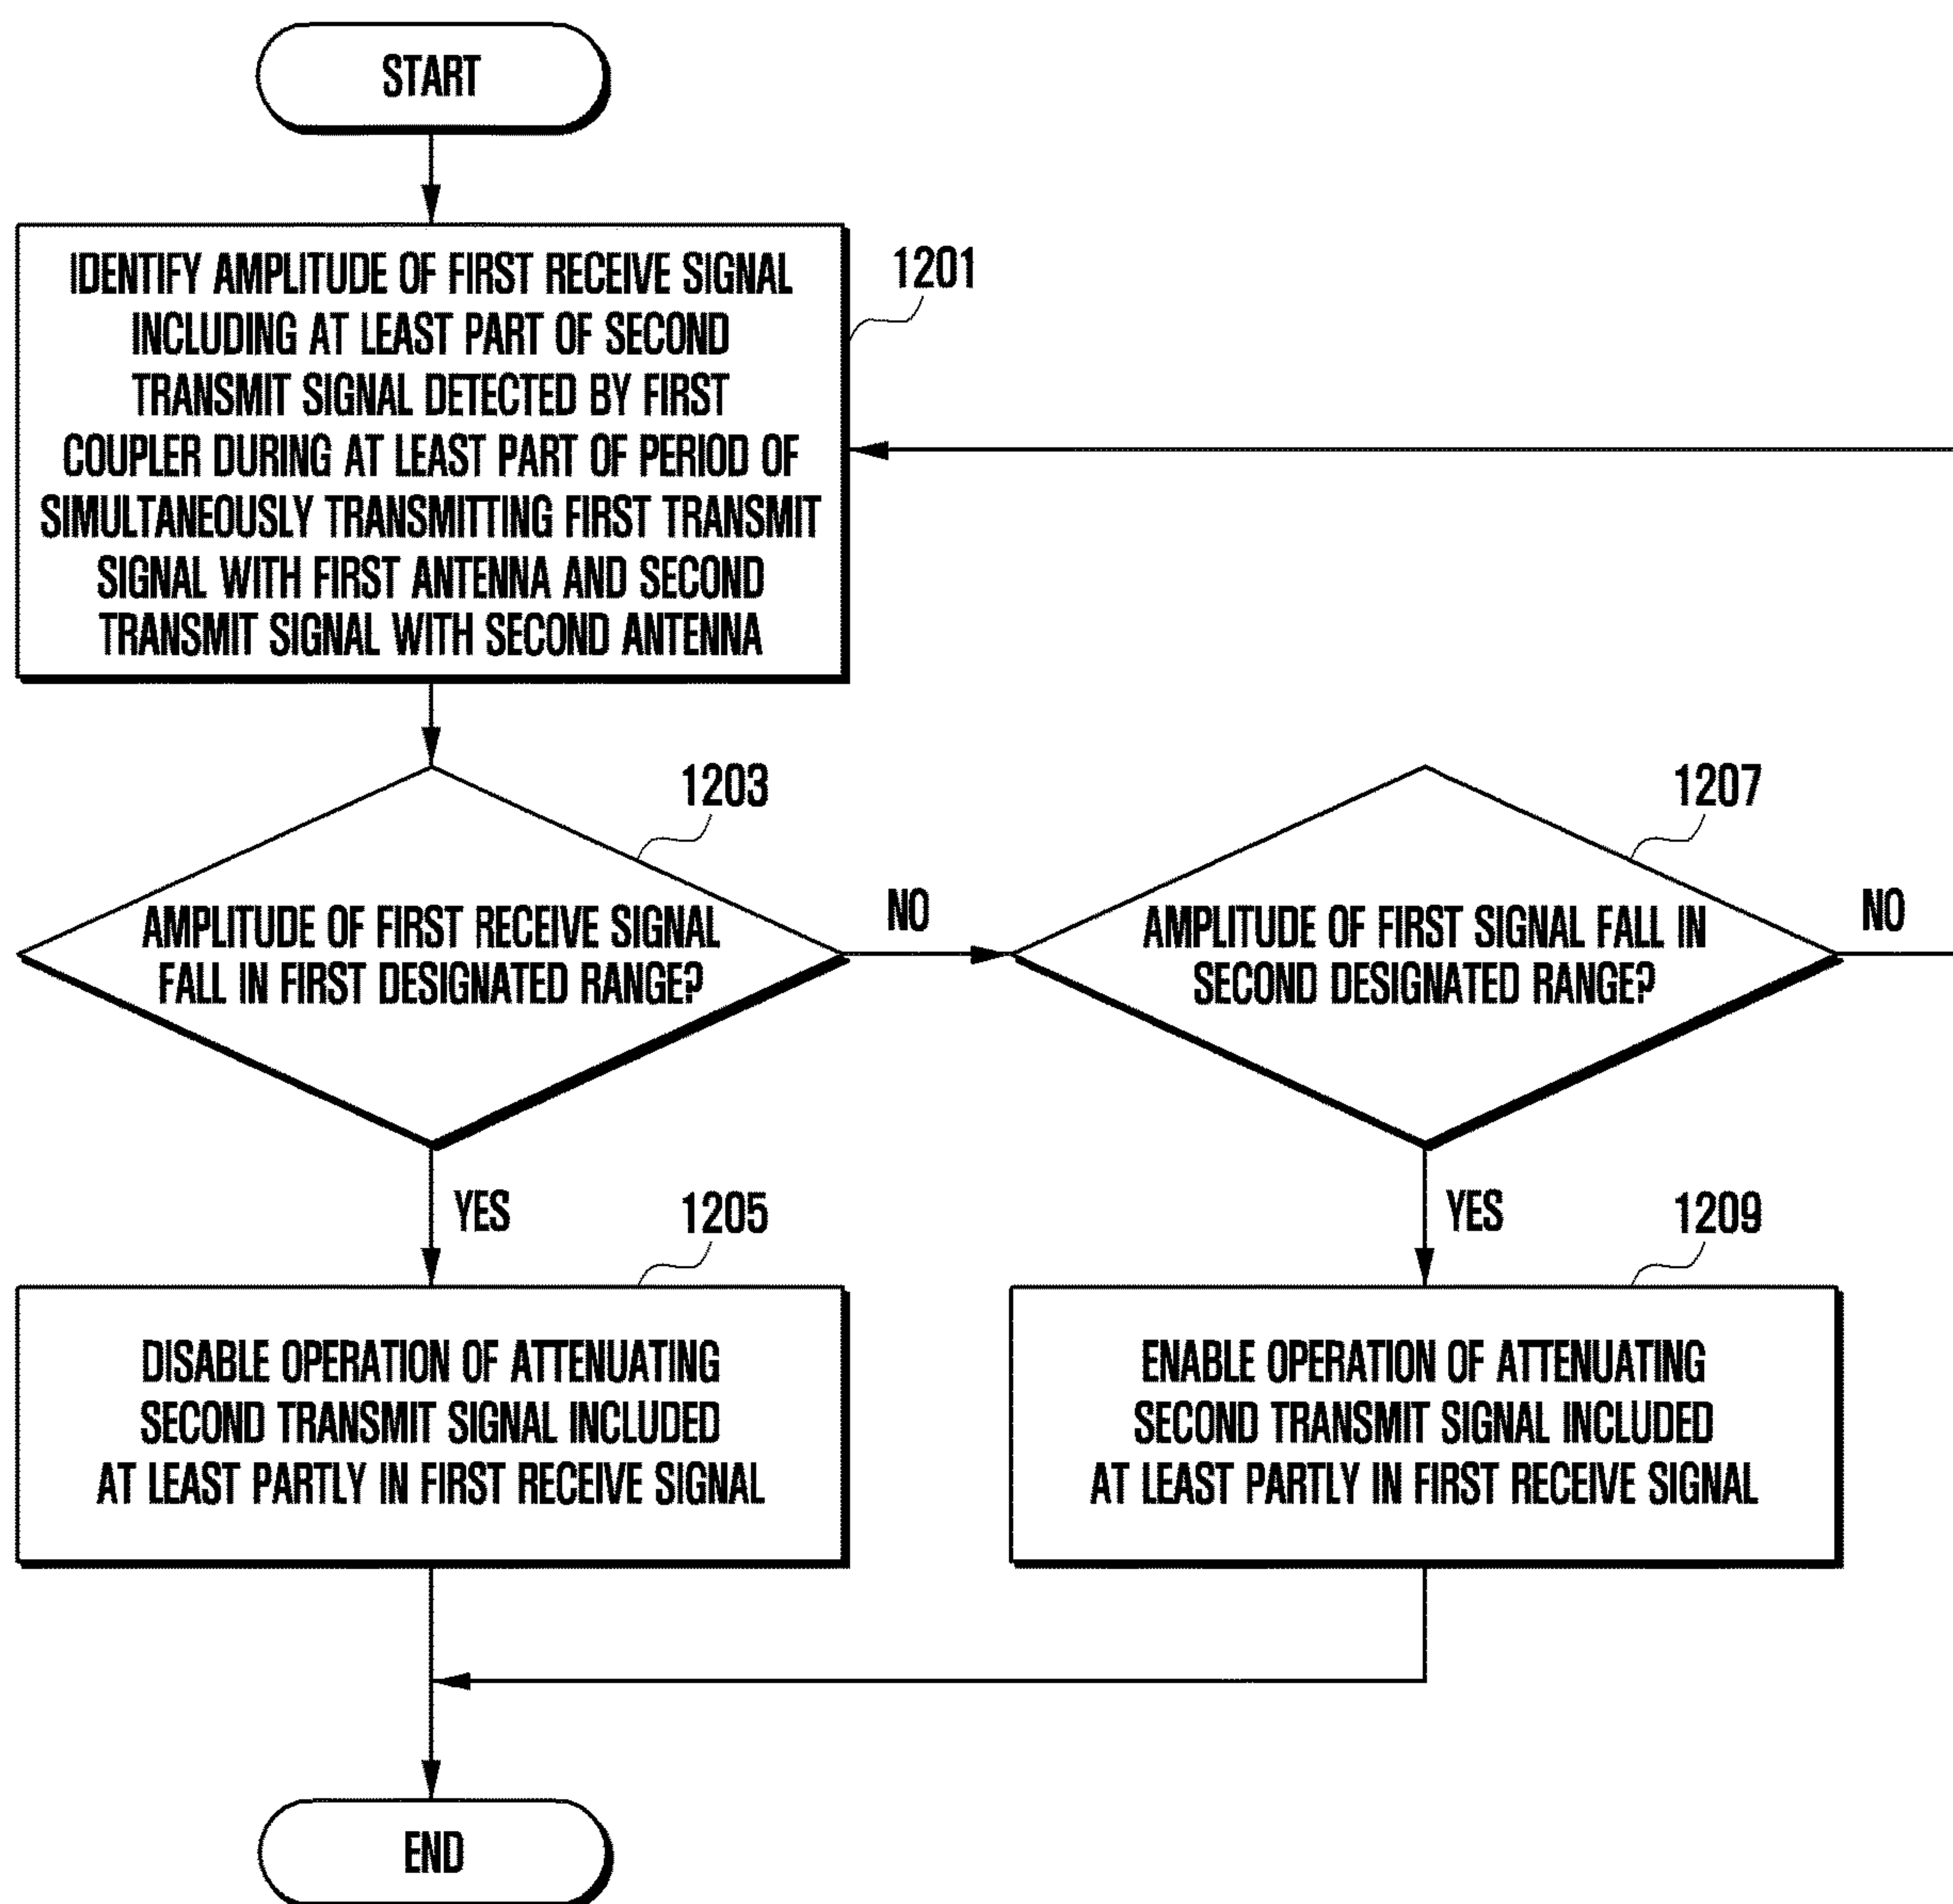 START
IDENTIFY AMPLITUDE OF FIRST RECEIVE SIGNAL
INCLUDING AT LEAST PART OF SECOND
TRANSMIT SIGNAL DETECTED BY FIRST
COUPLER DURING AT LEAST PART OF PERIOD OF
SIMULTANEOUSLY TRANSMITTING FIRST TRANSMIT
SIGNAL WITH FIRST ANTENNA AND SECOND
TRANSMIT SIGNAL WITH SECOND ANTENNA
1201
1203
AMPLITUDE OF FIRST RECEIVE SIGNAL
FALL IN FIRST DESIGNATED RANGE?
NO
1207
AMPLITUDE OF FIRST SIGNAL FALL IN
SECOND DESIGNATED RANGE?
NO
YES
1205
DISABLE OPERATION OF ATTENUATING
SECOND TRANSMIT SIGNAL INCLUDED
AT LEAST PARTLY IN FIRST RECEIVE SIGNAL
YES
1209
ENABLE OPERATION OF ATTENUATING
SECOND TRANSMIT SIGNAL INCLUDED
AT LEAST PARTLY IN FIRST RECEIVE SIGNAL
END